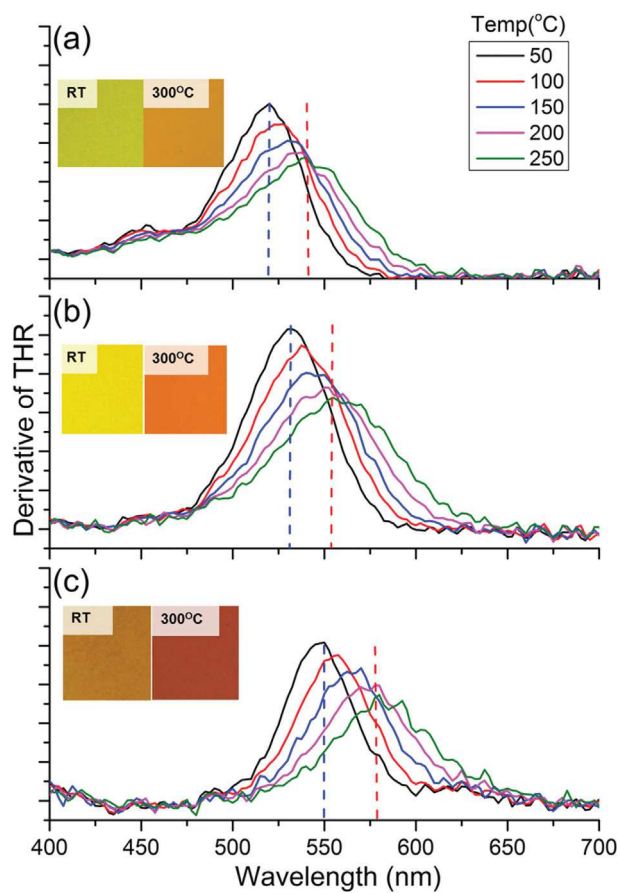 (a)
RT
300°C
Temp(°C)
50
100
150
200
250
(b)
RT
300°C
Derivative of THR
(c)
RT
300°C
400
450
500
550
600
650
700
Wavelength (nm)